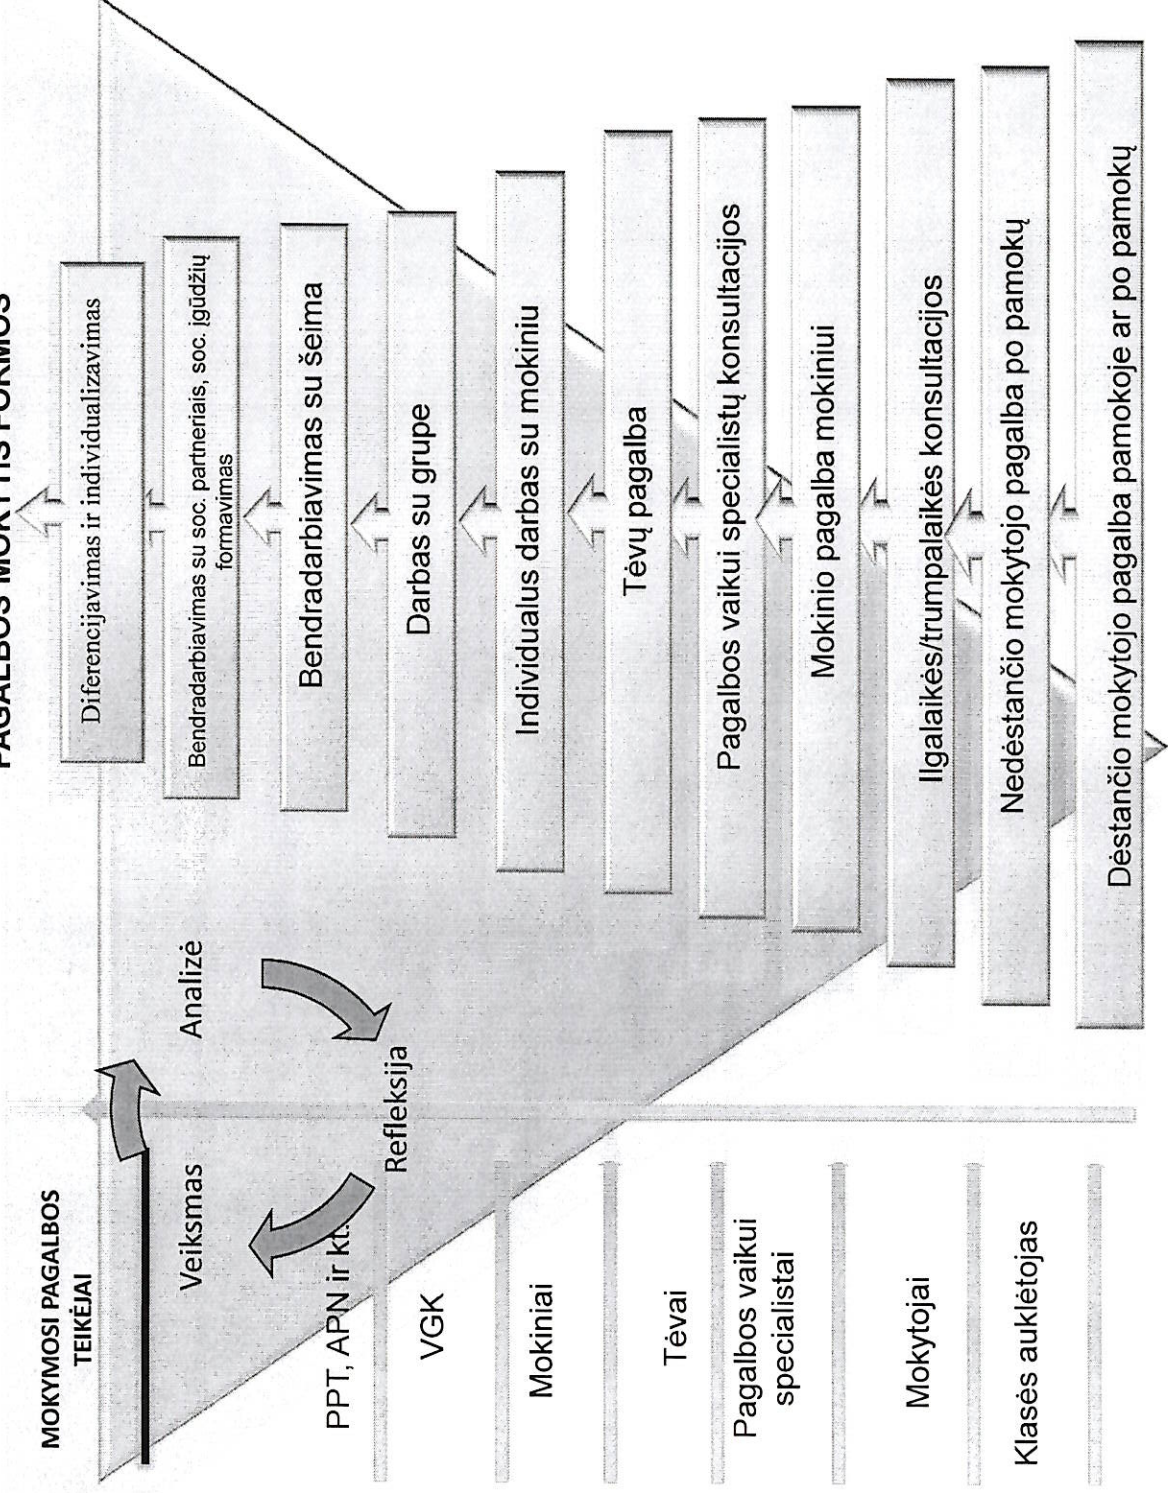 PAGALBOS MOKYTIS FORMOS
MOKYMOSI PAGALBOS
TEIKĖJAI
Veiksmas
Analizė
Refleksija
PPT, APN ir kt.
VGK
Mokiniai
Tėvai
Pagalbos vaikui
specialistai
Mokytojai
Klasės auklėtojas
Diferencijavimas ir individualizavimas
Bendradarbiavimas su soc. partneriais, soc. įgūdžių
formavimas
Bendradarbiavimas su šeima
Darbas su grupe
Individualus darbas su mokiniu
Tėvų pagalba
Pagalbos vaikui specialistų konsultacijos
Mokinio pagalba mokiniui
Ilgalaikės/trumpalaikės konsultacijos
Nedėstančio mokytojo pagalba po pamokų
Dėstančio mokytojo pagalba pamokoje ar po pamokų